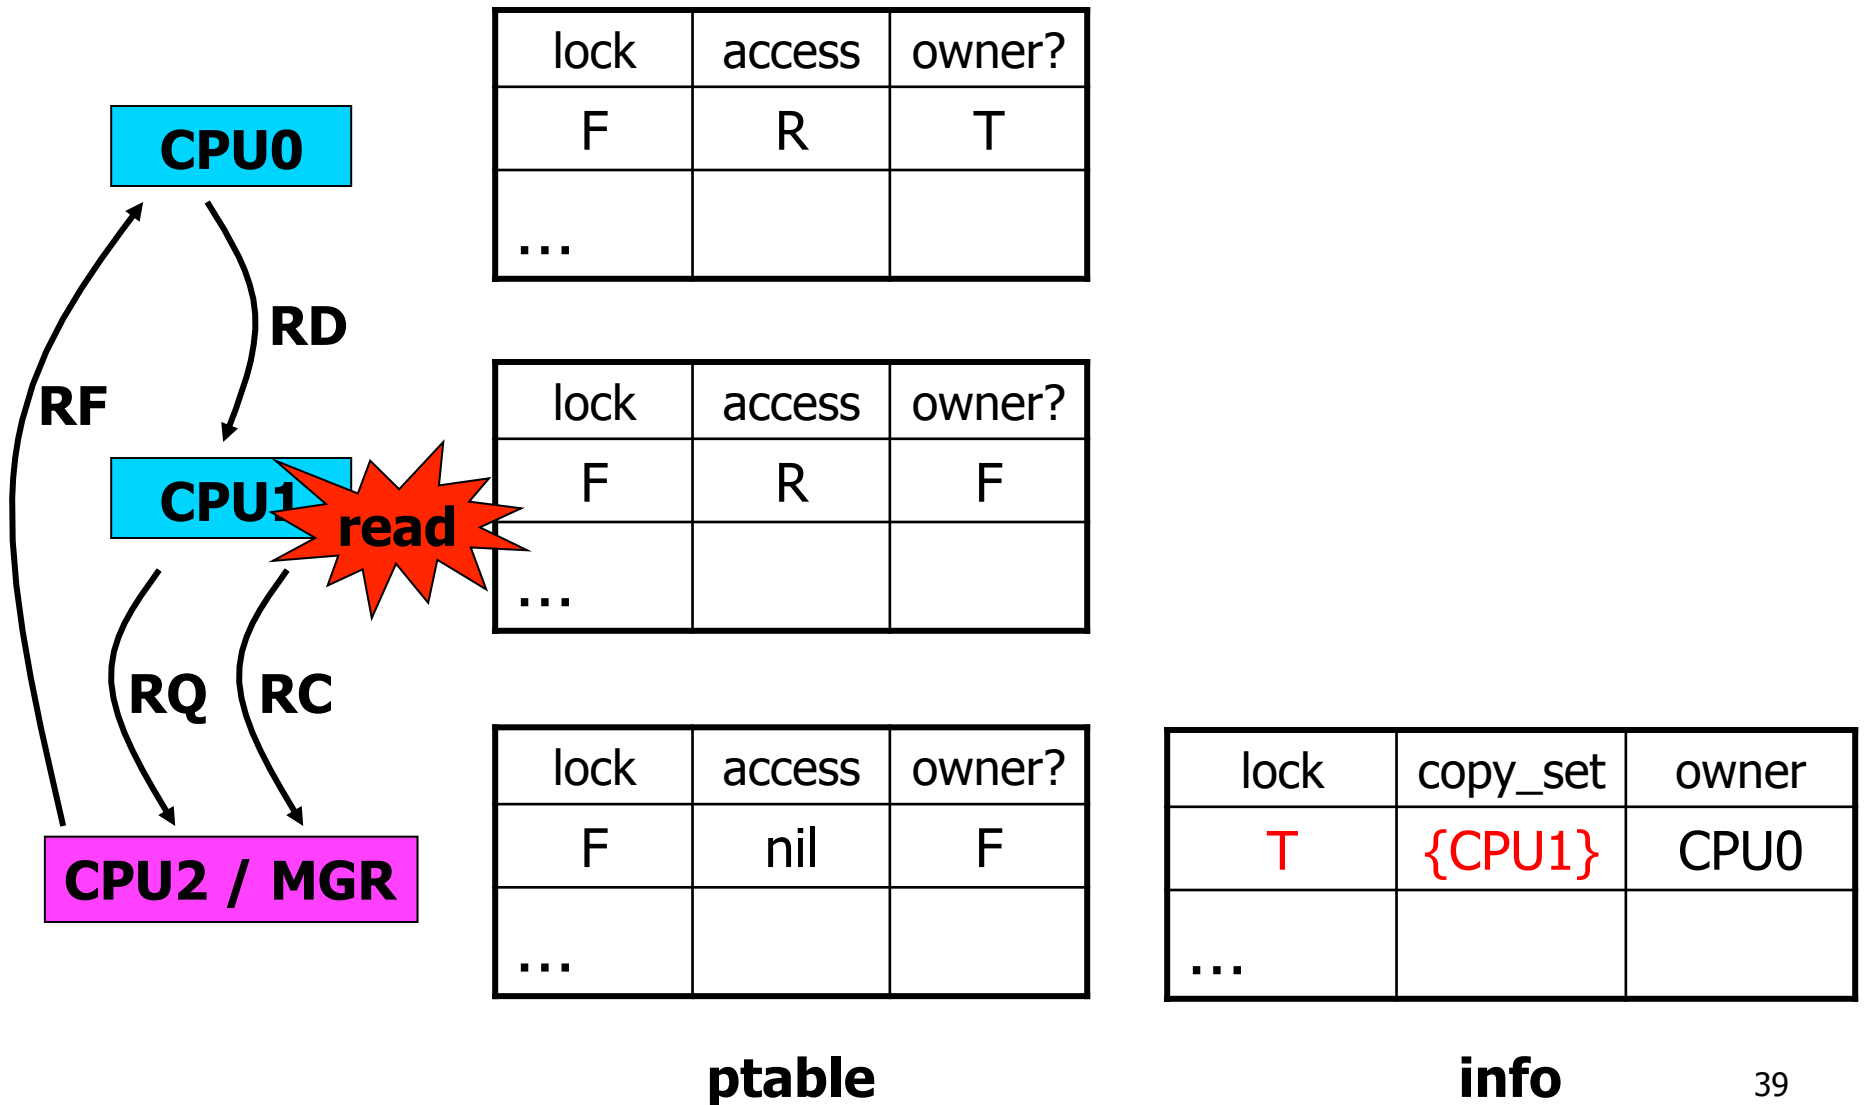 lock access owner?
CPU0
F R T
...
RD
RF
lock access owner?
CPU1
F R F
read
...
RQ RC
lock access owner?
lock copy_set owner
CPU2 / MGR
F nil F
T {CPU1} CPU0
...
...
ptable
info
39